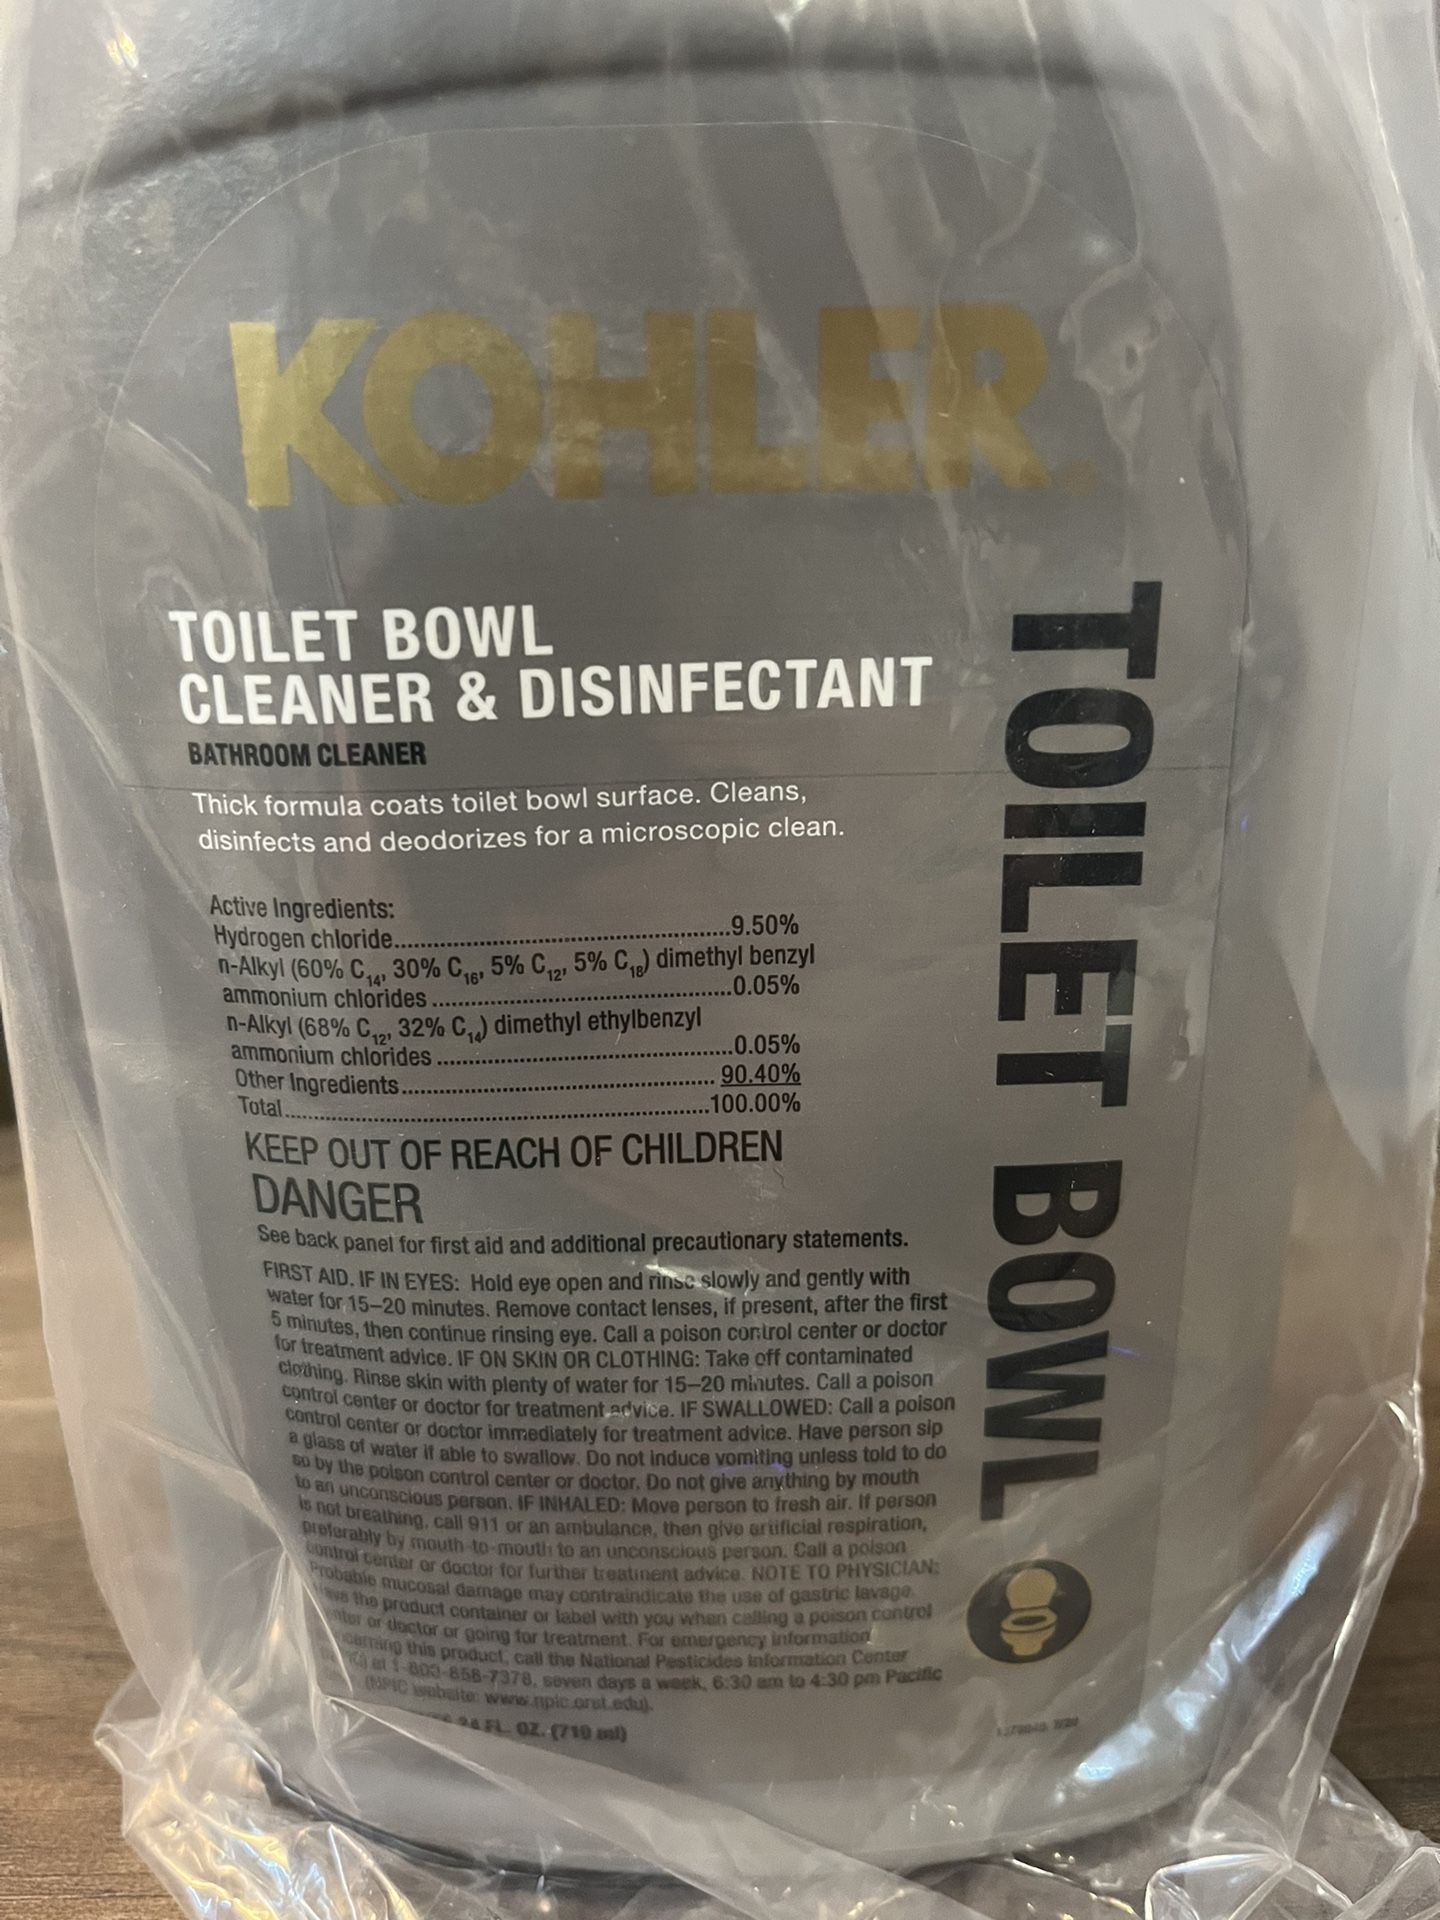 KOHLER®
TOILET BOWL
CLEANER & DISINFECTANT
BATHROOM CLEANER
Thick formula coats toilet bowl surface. Cleans,
disinfects and deodorizes for a microscopic clean.
Active Ingredients:
Hydrogen chloride..........9.50%
n-Alkyl (60% C14, 30% C16, 5% C12, 5% C18) dimethyl benzyl
ammonium chlorides..........0.05%
n-Alkyl (68% C12, 32% C14) dimethyl ethylbenzyl
ammonium chlorides..........0.05%
Other Ingredients..........90.40%
Total..........100.00%
KEEP OUT OF REACH OF CHILDREN
DANGER
See back panel for first aid and additional precautionary statements.
FIRST AID. IF IN EYES: Hold eye open and rinse slowly and gently with
water for 15–20 minutes. Remove contact lenses, if present, after the first
5 minutes, then continue rinsing eye. Call a poison control center or doctor
for treatment advice. IF ON SKIN OR CLOTHING: Take off contaminated
clothing. Rinse skin with plenty of water for 15–20 minutes. Call a poison
control center or doctor for treatment advice. IF SWALLOWED: Call a poison
control center or doctor immediately for treatment advice. Have person sip
a glass of water if able to swallow. Do not induce vomiting unless told to do
so by the poison control center or doctor. Do not give anything by mouth
to an unconscious person. IF INHALED: Move person to fresh air. If person
is not breathing, call 911 or an ambulance, then give artificial respiration,
preferably by mouth-to-mouth to an unconscious person. Call a poison
control center or doctor for further treatment advice. NOTE TO PHYSICIAN:
Probable mucosal damage may contraindicate the use of gastric lavage.
Have the product container or label with you when calling a poison control
or doctor or going for treatment. For emergency information
this product, call the National Pesticides Information Center
at 1-800-858-7378, seven days a week, 6:30 am to 4:30 pm Pacific
(NPIC website: www.npic.orst.edu).
24 FL. OZ. (710 ml)
TOILET BOWL